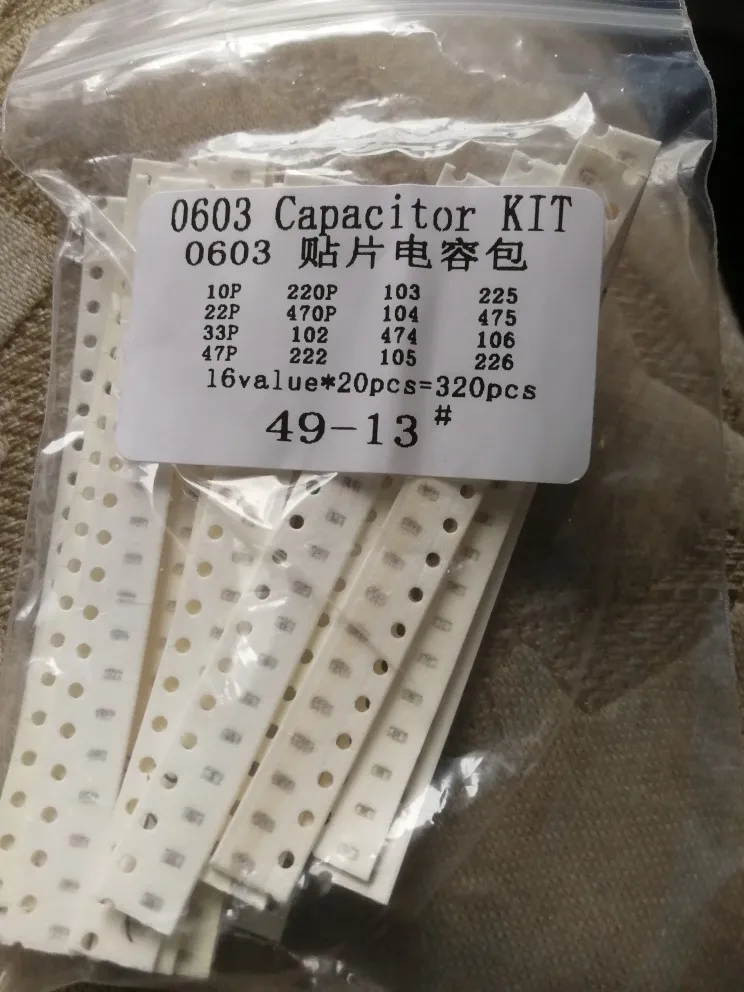 0603 Capacitor KIT
0603 贴片电容包
10P 220P 103 225
22P 470P 104 475
33P 102 474 106
47P 222 105 226
16value*20pcs=320pcs
49-13#